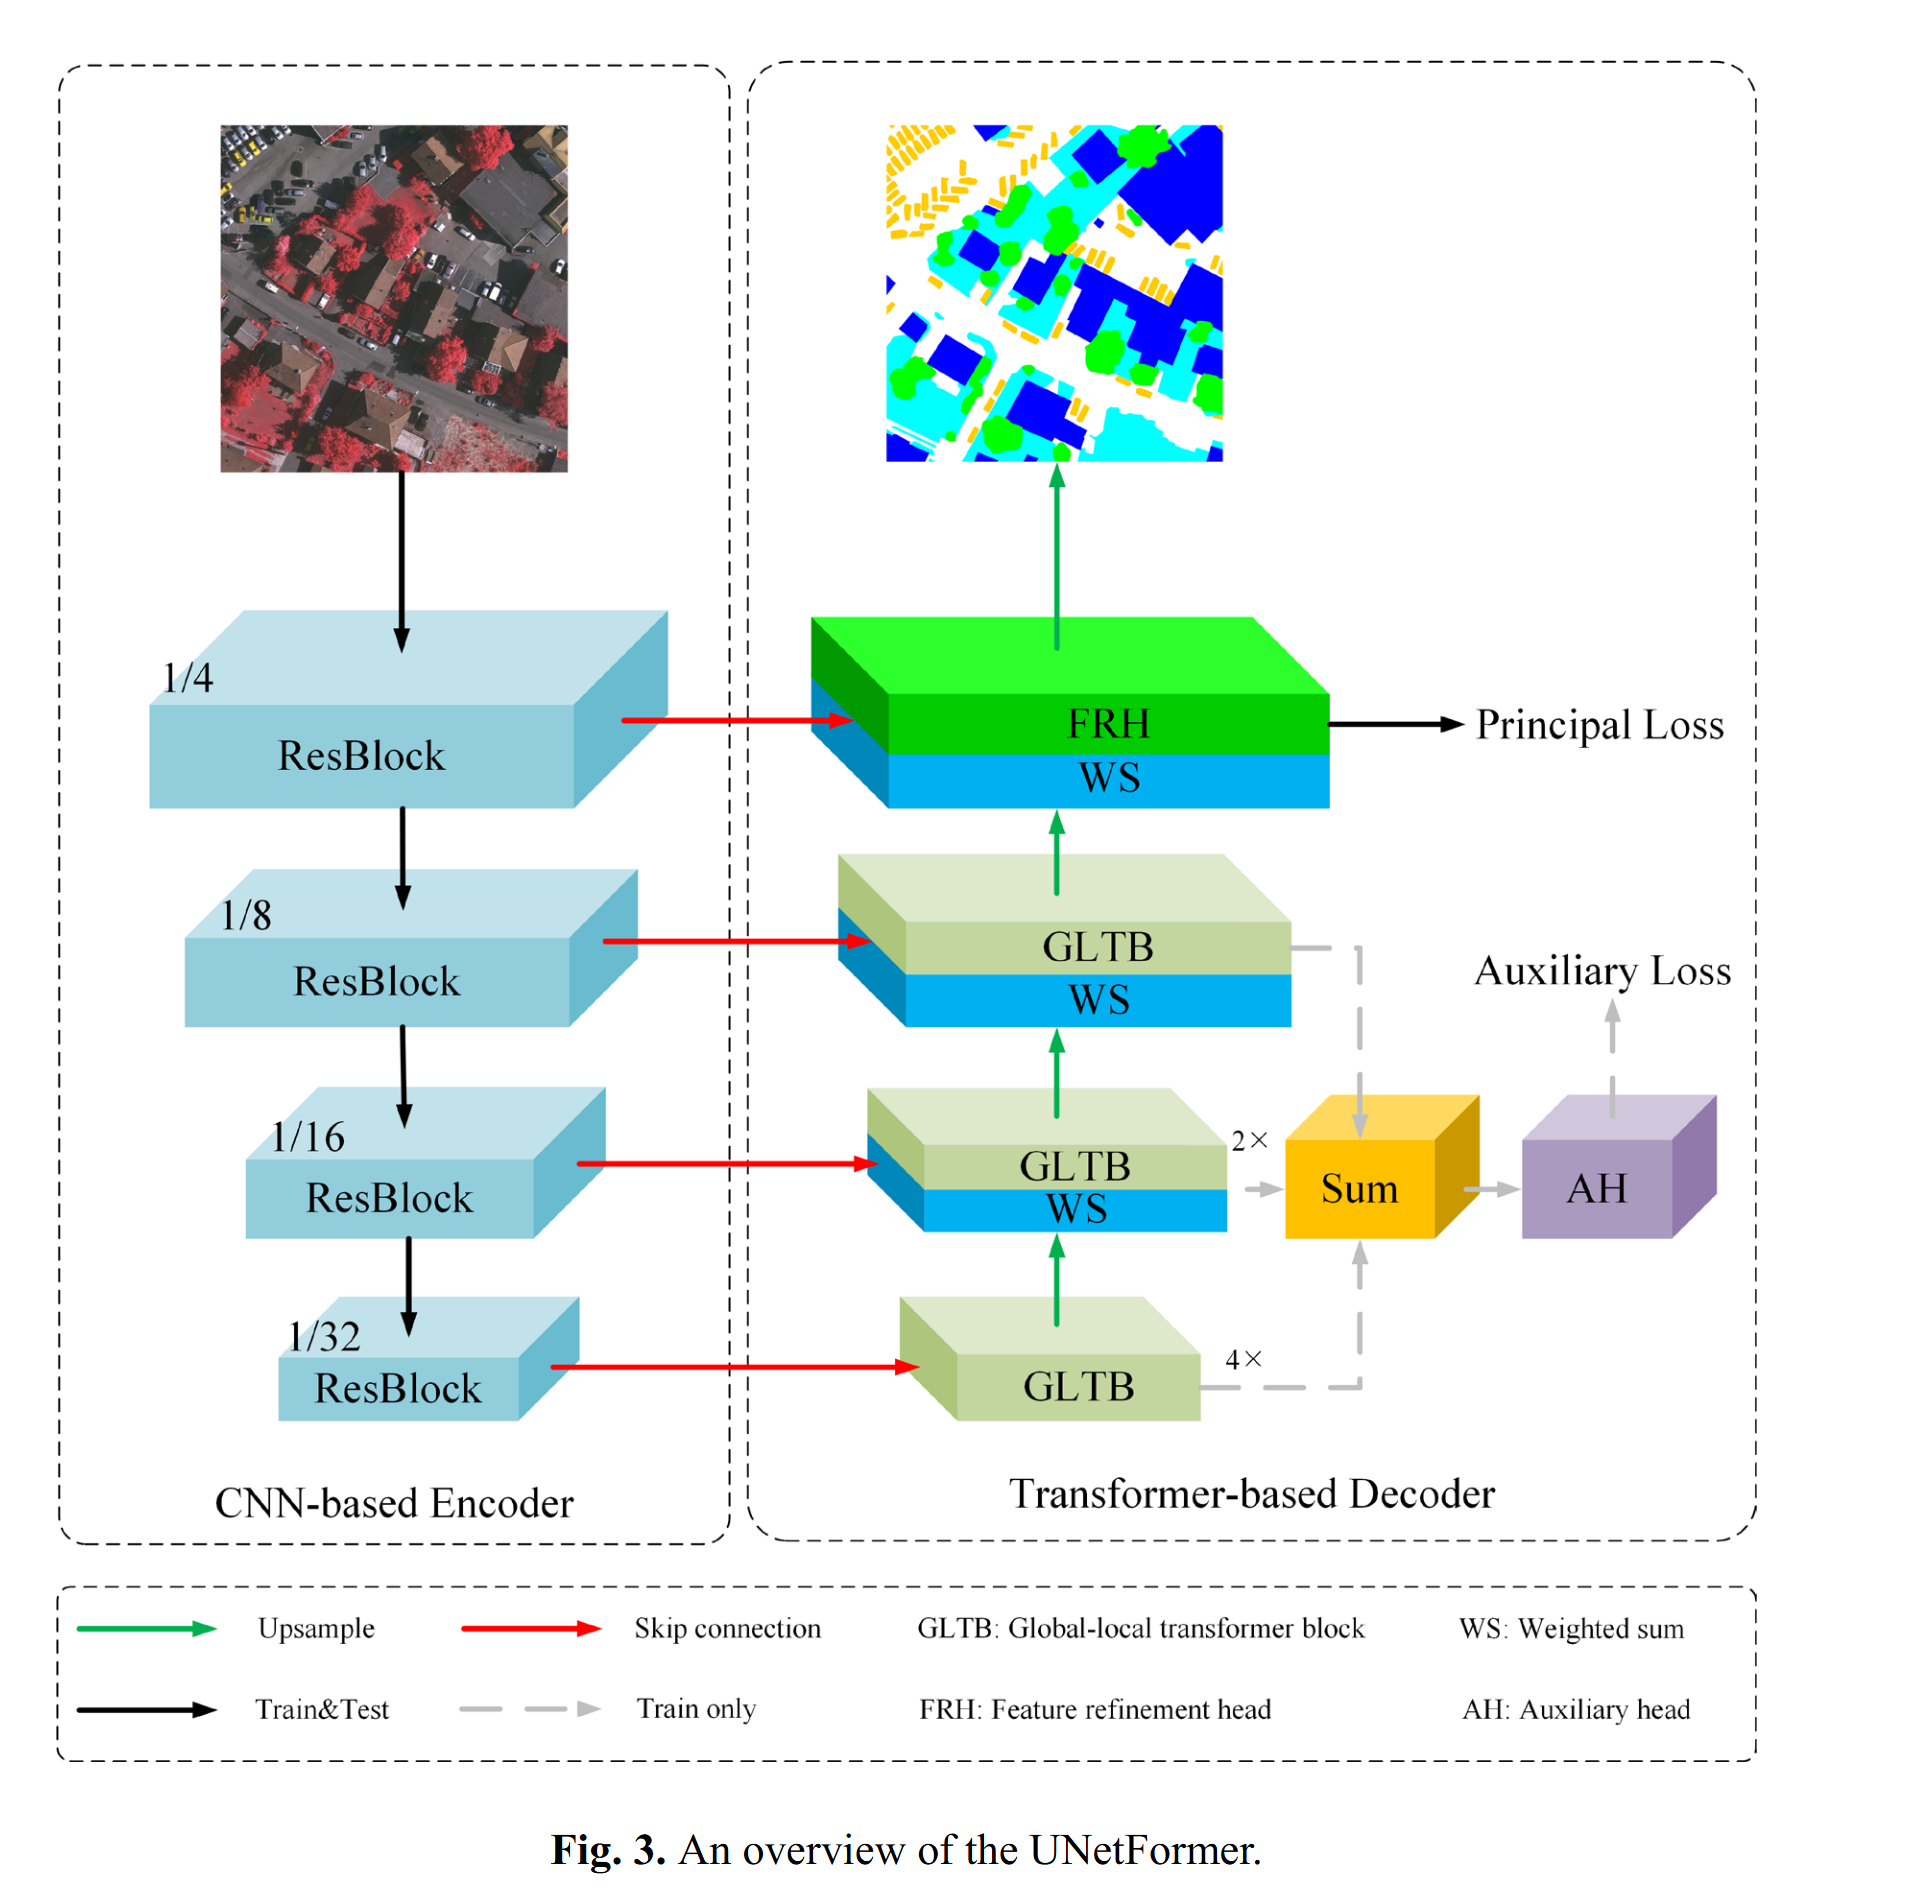 1/4
ResBlock
1/8
ResBlock
1/16
ResBlock
1/32
ResBlock
CNN-based Encoder
FRH
WS
Principal Loss
GLTB
WS
Auxiliary Loss
GLTB
WS
2×
Sum
AH
GLTB
4×
Transformer-based Decoder
Upsample
Skip connection
GLTB: Global-local transformer block
WS: Weighted sum
Train&Test
Train only
FRH: Feature refinement head
AH: Auxiliary head
Fig. 3. An overview of the UNetFormer.